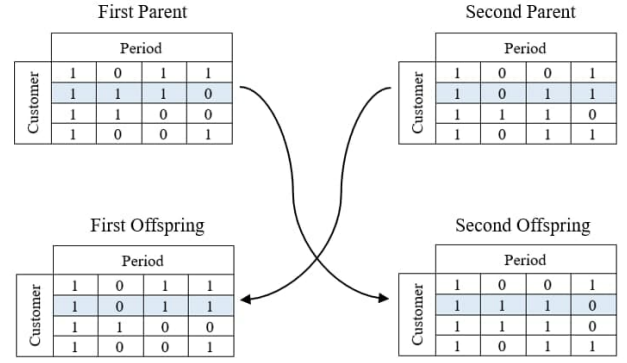 First Parent
Period
Customer
1 0 1 1
1 1 1 0
1 1 0 0
1 0 0 1
Second Parent
Period
Customer
1 0 0 1
1 0 1 1
1 1 1 0
1 0 1 1
First Offspring
Period
Customer
1 0 1 1
1 0 1 1
1 1 0 0
1 0 0 1
Second Offspring
Period
Customer
1 0 0 1
1 1 1 0
1 1 1 0
1 0 1 1